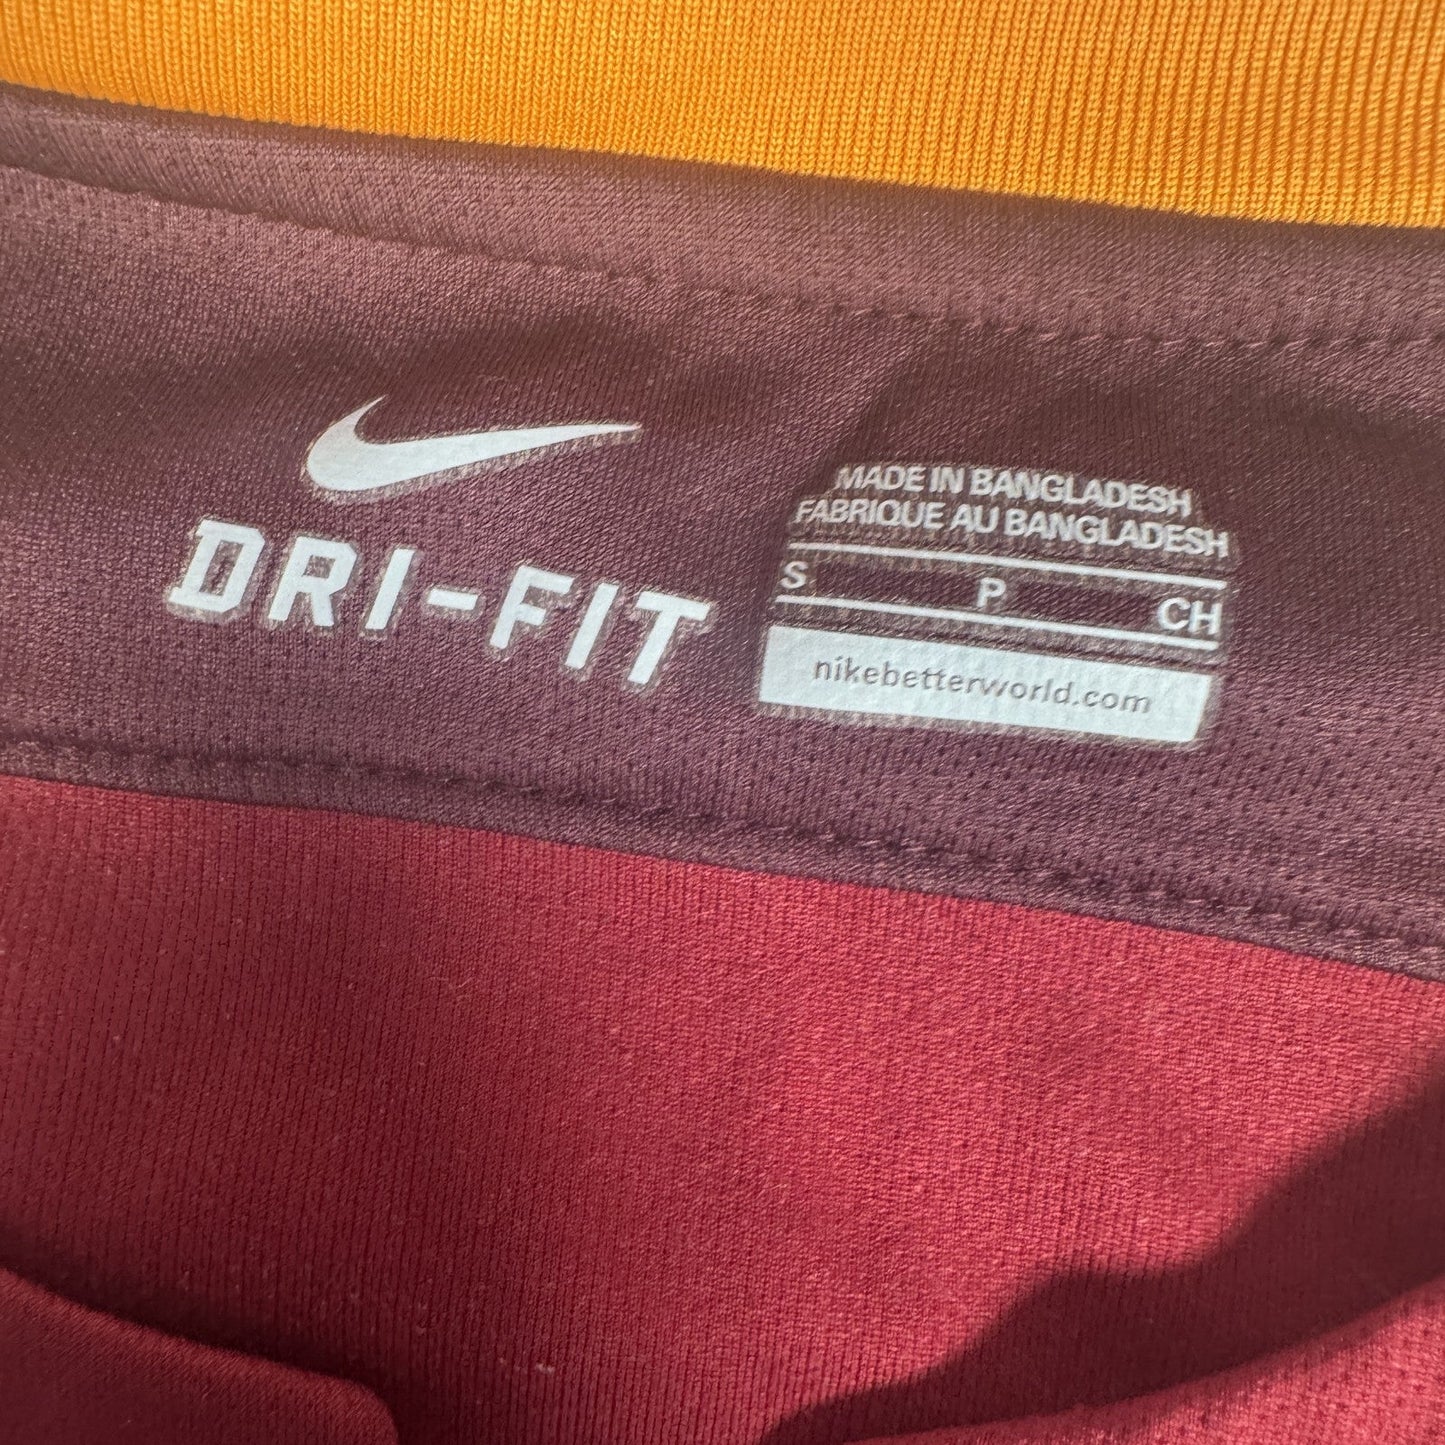 DRI-FIT
MADE IN BANGLADESH
FABRIQUE AU BANGLADESH
S P CH
nikebetterworld.com